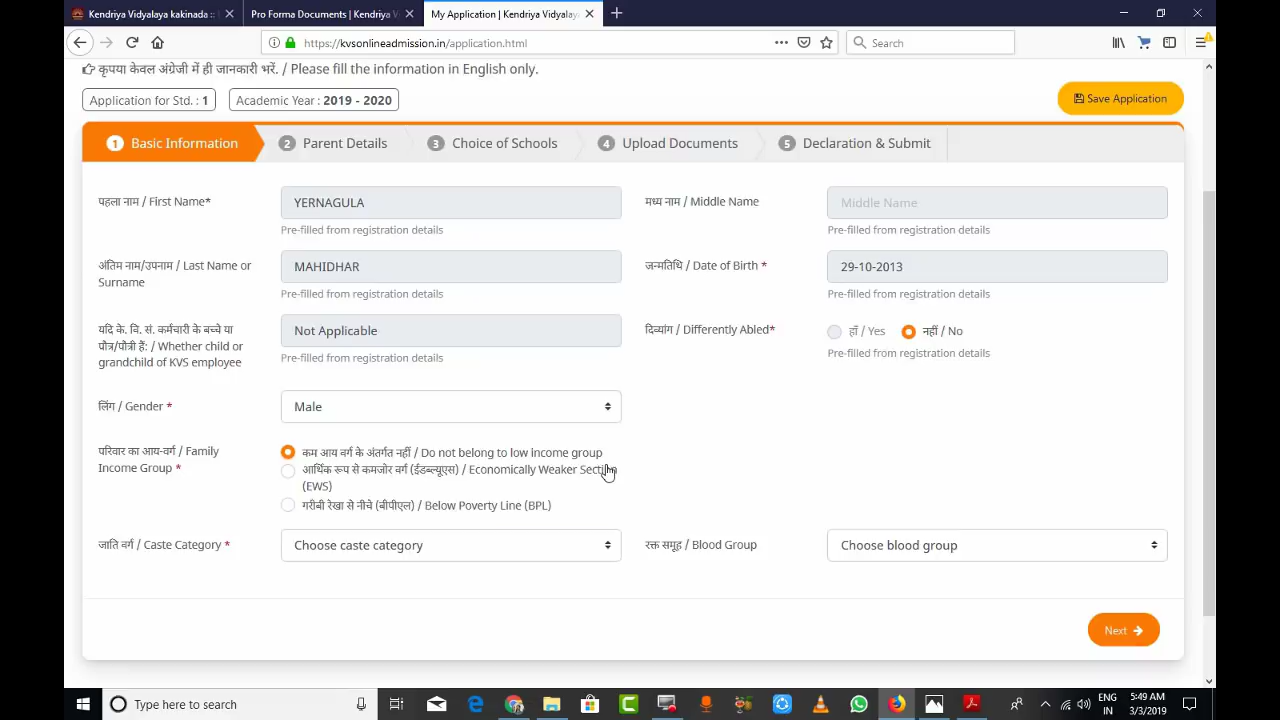 Kendriya Vidyalaya kakinada ::
Pro Forma Documents | Kendriya V
My Application | Kendriya Vidyalaya
https://kvsonlineadmission.in/application.html
Search
कृपया केवल अंग्रेजी में ही जानकारी भरें. / Please fill the information in English only.
Application for Std. : 1
Academic Year : 2019 - 2020
Save Application
1 Basic Information
2 Parent Details
3 Choice of Schools
4 Upload Documents
5 Declaration & Submit
पहला नाम / First Name*
YERNAGULA
Pre-filled from registration details
मध्य नाम / Middle Name
Middle Name
Pre-filled from registration details
अंतिम नाम/उपनाम / Last Name or
Surname
MAHIDHAR
Pre-filled from registration details
जन्मतिथि / Date of Birth *
29-10-2013
Pre-filled from registration details
यदि के. वि. सं. कर्मचारी के बच्चे या
पौत्र/पौत्री हैं: / Whether child or
grandchild of KVS employee
Not Applicable
Pre-filled from registration details
दिव्यांग / Differently Abled*
हाँ / Yes
नहीं / No
Pre-filled from registration details
लिंग / Gender *
Male
परिवार का आय-वर्ग / Family
Income Group *
कम आय वर्ग के अंतर्गत नहीं / Do not belong to low income group
आर्थिक रूप से कमजोर वर्ग (ईडब्ल्यूएस) / Economically Weaker Section
(EWS)
गरीबी रेखा से नीचे (बीपीएल) / Below Poverty Line (BPL)
जाति वर्ग / Caste Category *
Choose caste category
रक्त समूह / Blood Group
Choose blood group
Next
Type here to search
ENG
IN
5:49 AM
3/3/2019